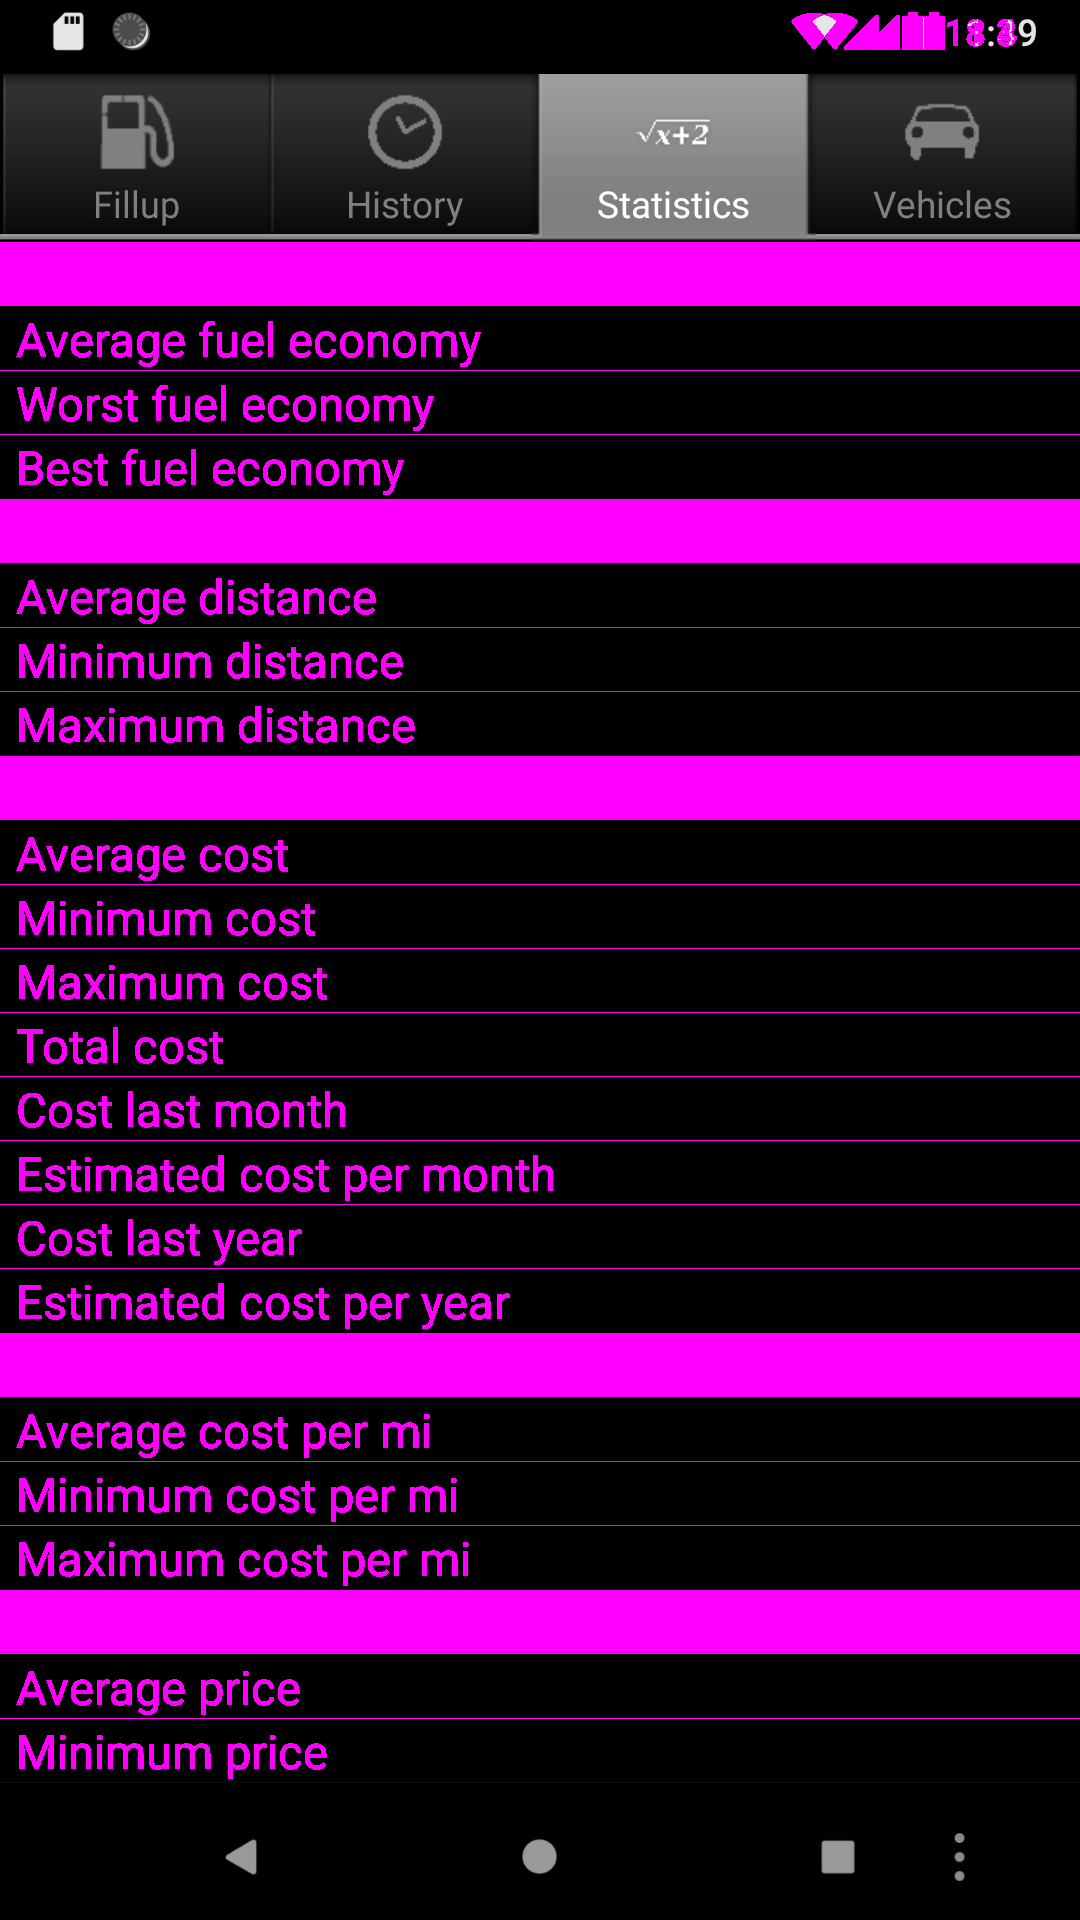 Fillup History √x+2 Statistics Vehicles
Average fuel economy
Worst fuel economy
Best fuel economy
Average distance
Minimum distance
Maximum distance
Average cost
Minimum cost
Maximum cost
Total cost
Cost last month
Estimated cost per month
Cost last year
Estimated cost per year
Average cost per mi
Minimum cost per mi
Maximum cost per mi
Average price
Minimum price